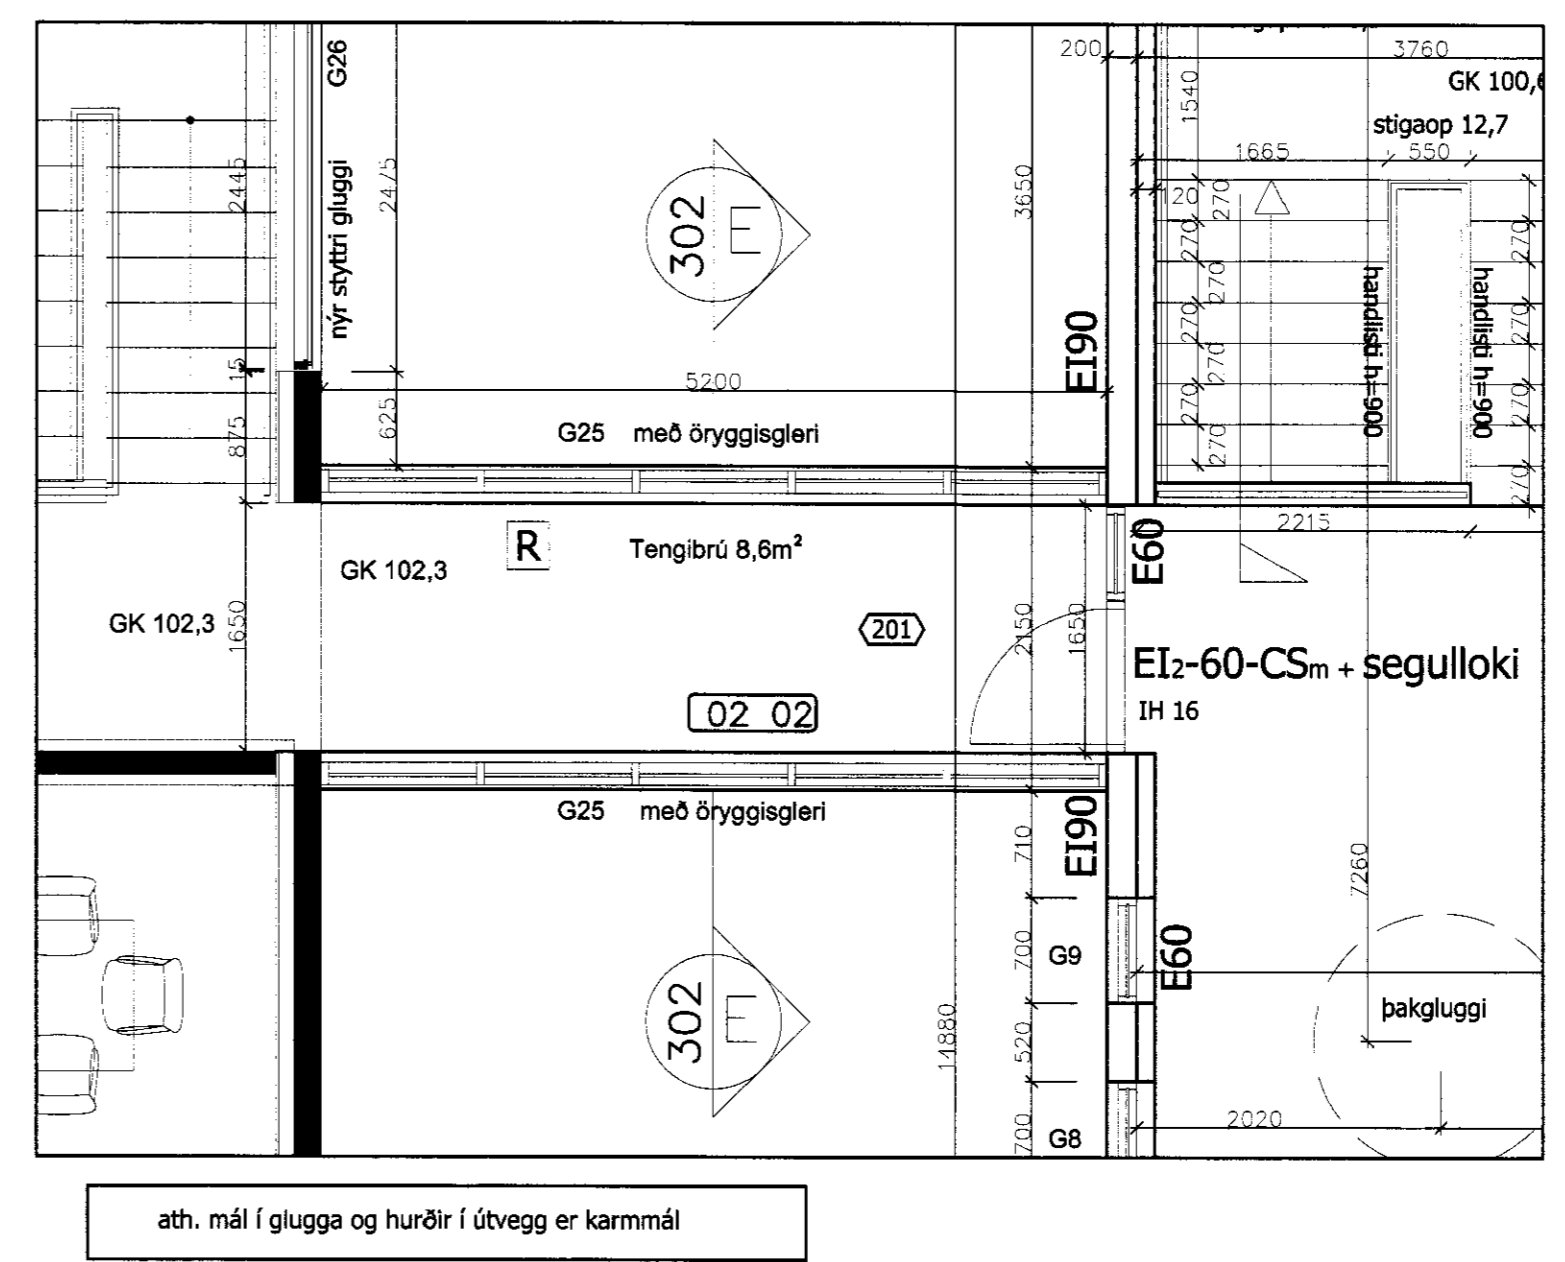 G26
200
3760
GK 100,6
1540
stigaop 12,7
1665
550
2445
nýr styttri gluggi
2475
302
E
3650
120
270
270
270
270
270
270
270
270
270
270
270
270
handlisti h=900
handlisti h=900
EI90
15
5200
875
625
G25 með öryggisgleri
2215
E60
R
Tengibrú 8,6m²
GK 102,3
GK 102,3
1650
201
2150
1650
EI2-60-CSm + segulloki
IH 16
02 02
G25 með öryggisgleri
EI90
710
7260
700
G9
E60
302
E
14880
520
þakgluggi
700
G8
2020
ath. mál í glugga og hurðir í útvegg er karmmál